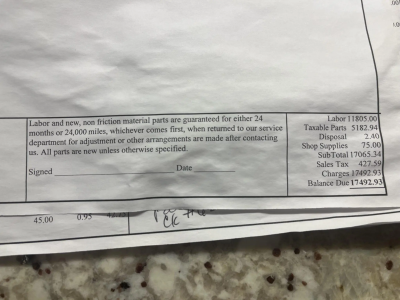 Labor and new, non friction material parts are guaranteed for either 24
months or 24,000 miles, whichever comes first, when returned to our service
department for adjustment or other arrangements are made after contacting
us. All parts are new unless otherwise specified.
Signed Date
Labor 11805.00
Taxable Parts 5182.94
Disposal 2.40
Shop Supplies 75.00
SubTotal 17065.34
Sales Tax 427.59
Charges 17492.93
Balance Due 17492.93
45.00 0.95